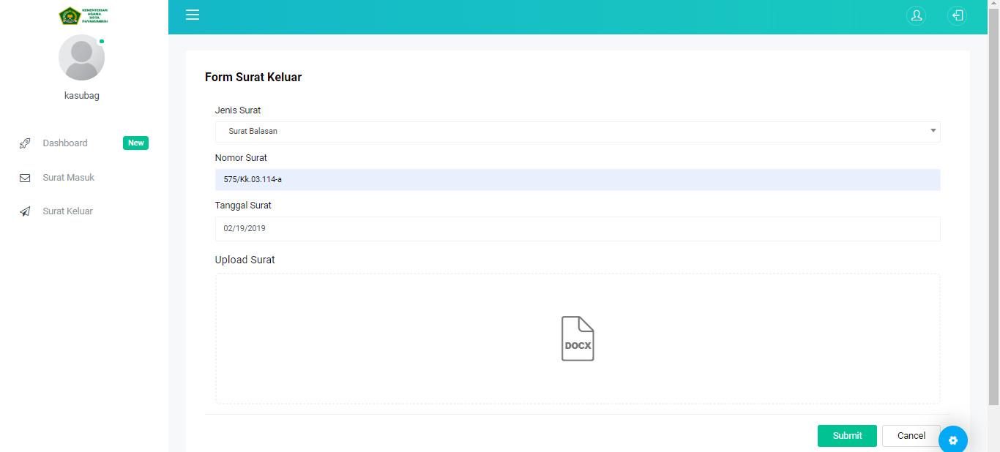 KEMENTERIAN
AGAMA
KOTA
PAYAKUMBUH
kasubag
Dashboard
New
Surat Masuk
Surat Keluar
Form Surat Keluar
Jenis Surat
Surat Balasan
Nomor Surat
575/Kk.03.114-a
Tanggal Surat
02/19/2019
Upload Surat
DOCX
Submit
Cancel